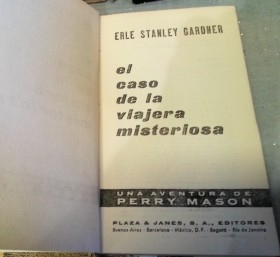 ERLE STANLEY GARDNER
el
caso
de la
viajera
misteriosa
UNA AVENTURA DE
PERRY MASON
PLAZA & JANES, S. A., EDITORES
Buenos Aires - Barcelona - México, D. F. - Bogotá - Río de Janeiro